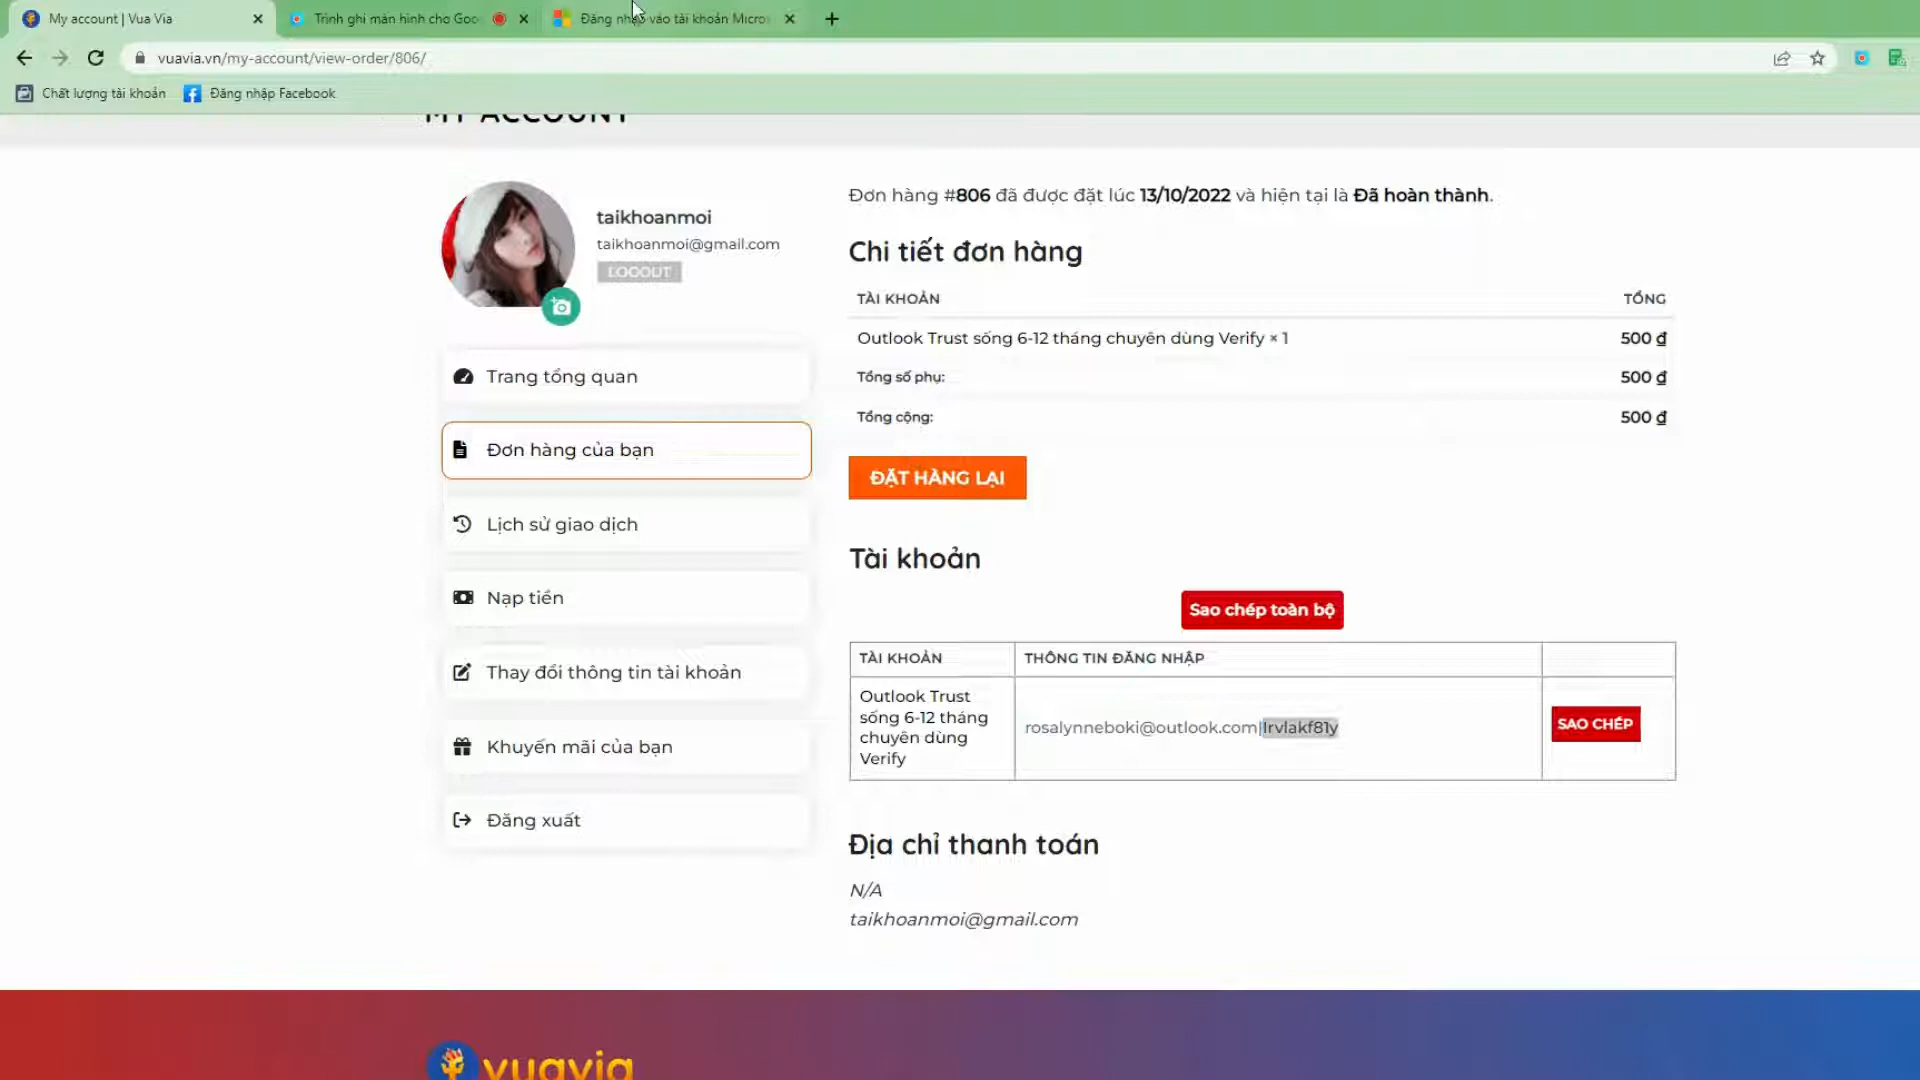 My account | Vua Via
Trình ghi màn hình cho Goo
Đăng nhập vào tài khoản Micro
vuavia.vn/my-account/view-order/806/
Chất lượng tài khoản
Đăng nhập Facebook
MY ACCOUNT
taikhoanmoi
taikhoanmoi@gmail.com
LOGOUT
Trang tổng quan
Đơn hàng của bạn
Lịch sử giao dịch
Nạp tiền
Thay đổi thông tin tài khoản
Khuyến mãi của bạn
Đăng xuất
Đơn hàng #806 đã được đặt lúc 13/10/2022 và hiện tại là Đã hoàn thành.
Chi tiết đơn hàng
TÀI KHOẢN TỔNG
Outlook Trust sống 6-12 tháng chuyên dùng Verify × 1 500 ₫
Tổng số phụ: 500 ₫
Tổng cộng: 500 ₫
ĐẶT HÀNG LẠI
Tài khoản
Sao chép toàn bộ
TÀI KHOẢN THÔNG TIN ĐĂNG NHẬP
Outlook Trust
sống 6-12 tháng
chuyên dùng
Verify
rosalynneboki@outlook.com|Irvlakf81y
SAO CHÉP
Địa chỉ thanh toán
N/A
taikhoanmoi@gmail.com
vuavia